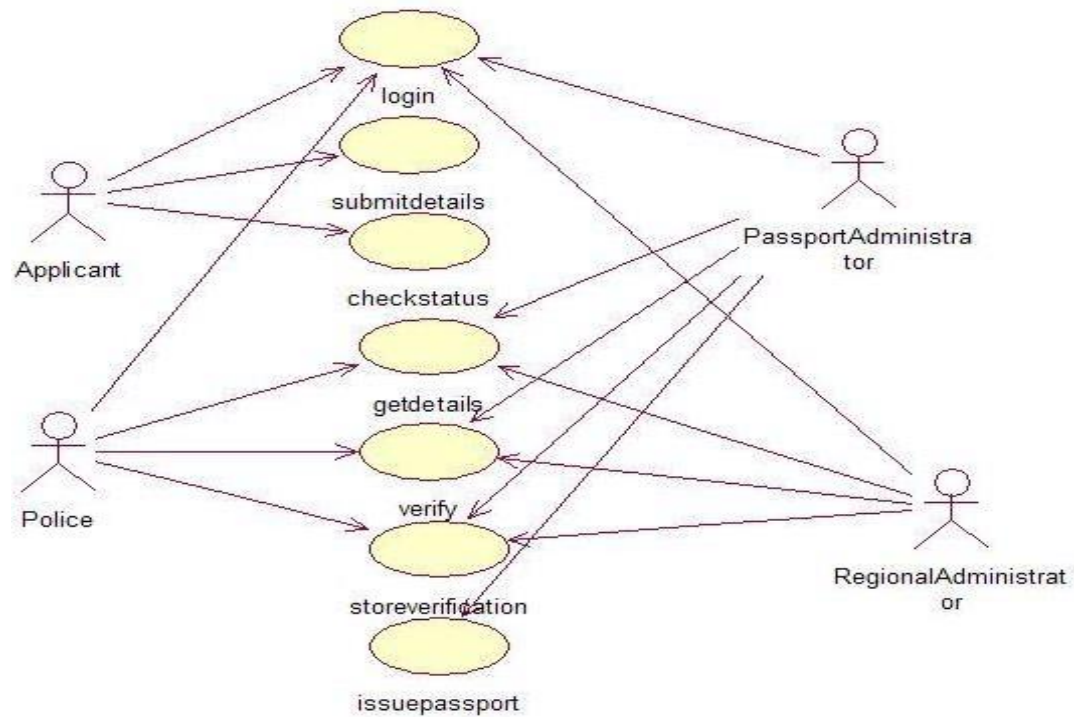 login
submitdetails
PassportAdministra
tor
Applicant
checkstatus
getdetails
Police
verify
RegionalAdministrat
or
storeverification
issuepassport